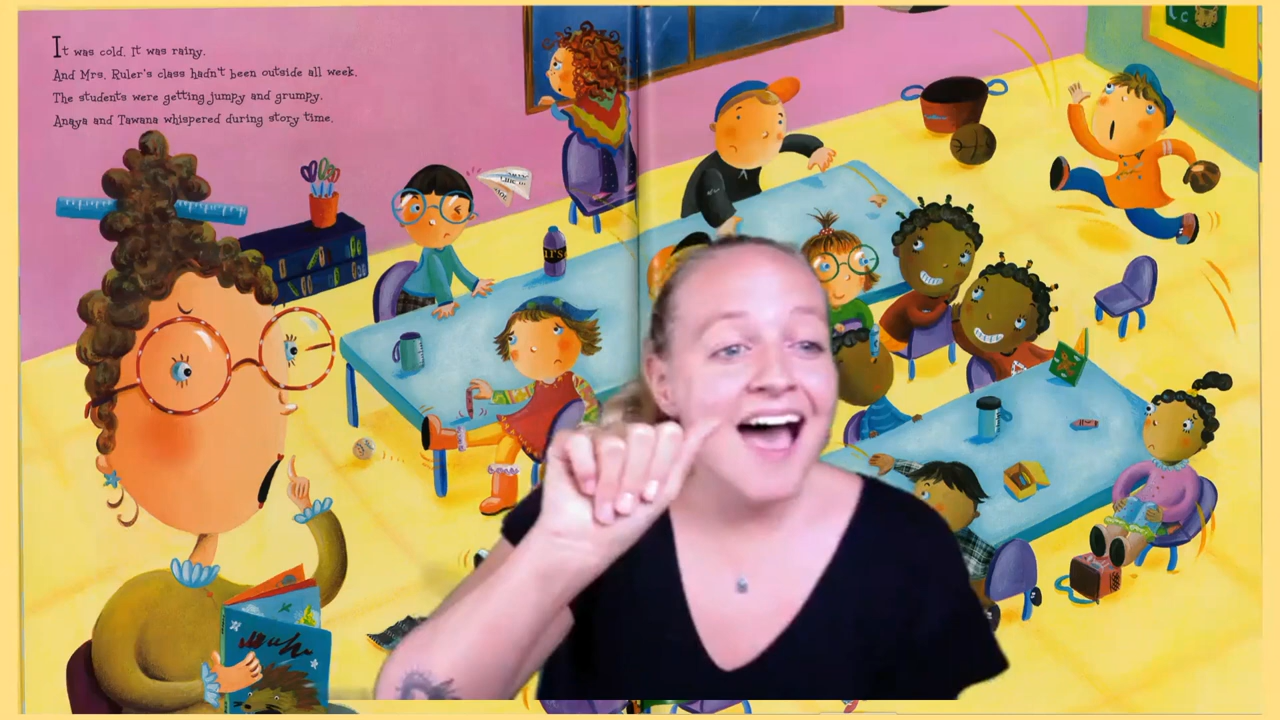 It was cold. It was rainy.
And Mrs. Ruler's class hadn't been outside all week.
The students were getting jumpy and grumpy.
Anaya and Tawana whispered during story time.